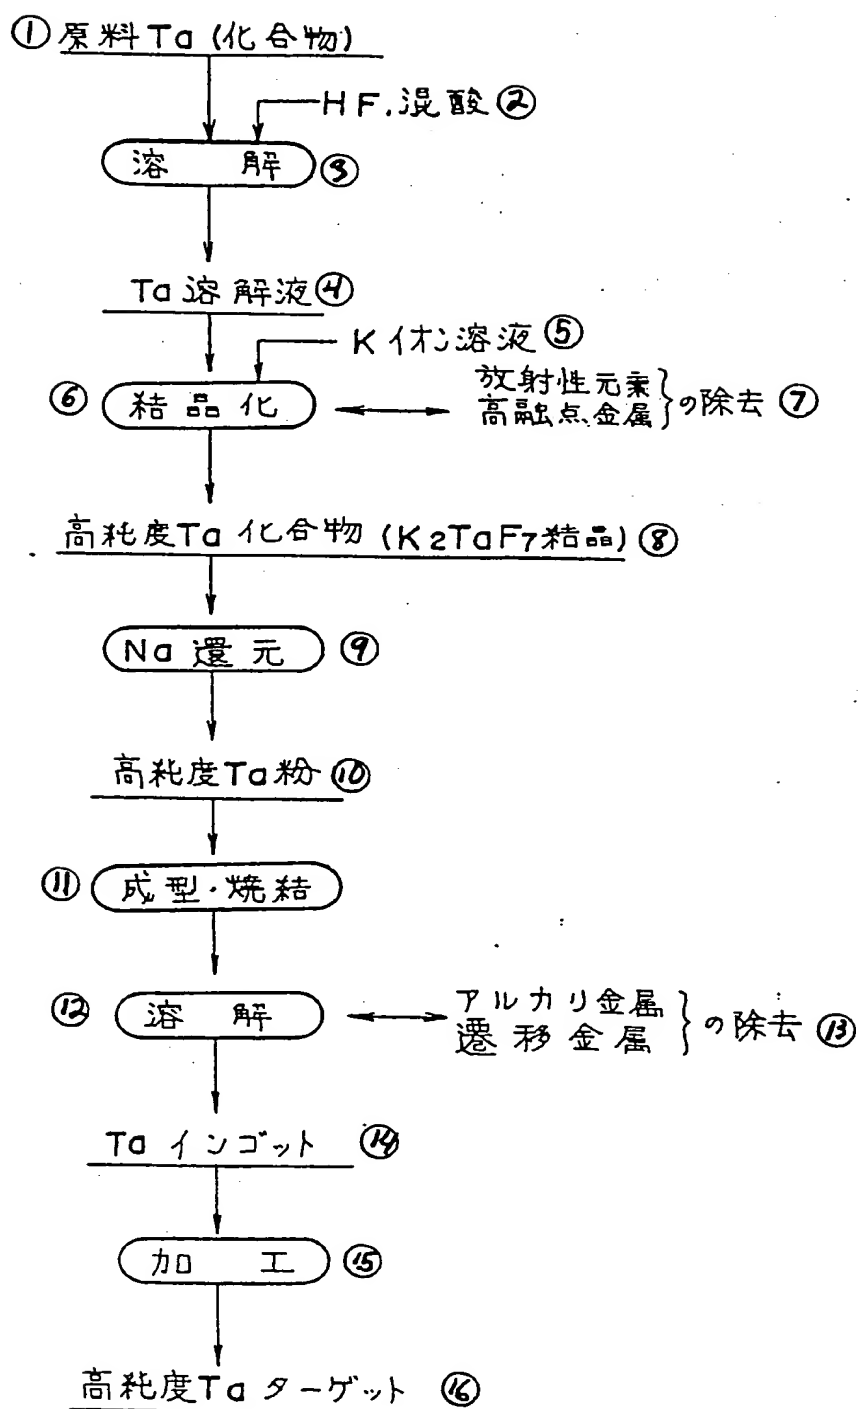 ① 原料Ta(化合物)
HF.混酸 ②
溶解 ③
Ta溶解液 ④
Kイオン溶液 ⑤
⑥ 結晶化
放射性元素
高融点金属 } の除去 ⑦
高純度Ta化合物 (K2TaF7結晶) ⑧
Na還元 ⑨
高純度Ta粉 ⑩
⑪ 成型・焼結
⑫ 溶解
アルカリ金属
遷移金属 } の除去 ⑬
Taインゴット ⑭
加工 ⑮
高純度Taターゲット ⑯